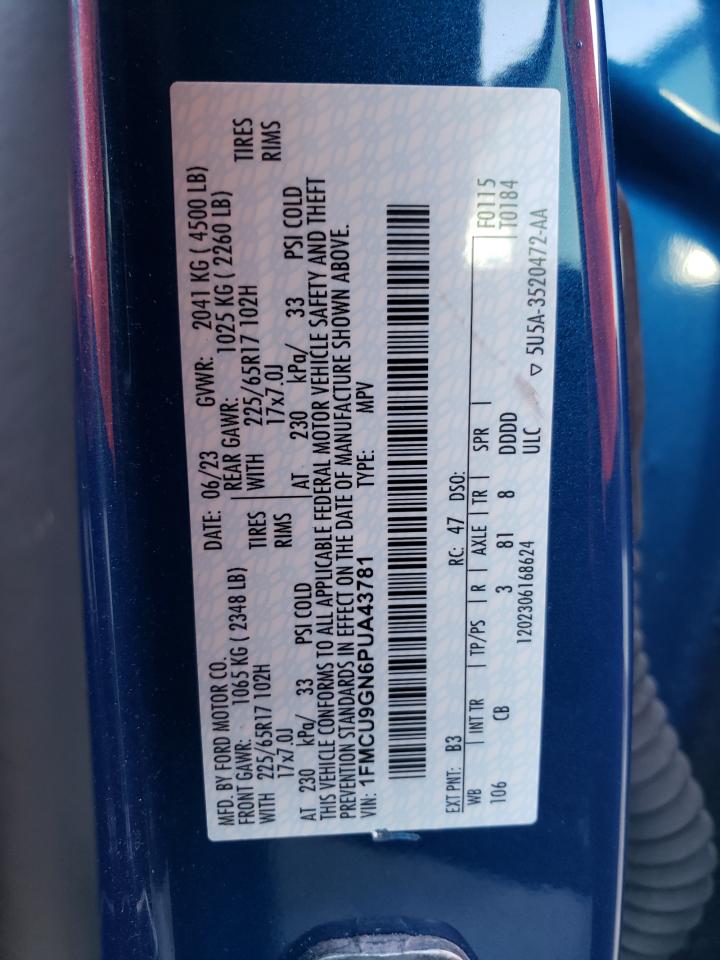 MFD. BY FORD MOTOR CO. DATE: 06/23 GVWR: 2041 KG ( 4500 LB)
FRONT GAWR: 1065 KG ( 2348 LB) REAR GAWR: 1025 KG ( 2260 LB)
WITH 225/65R17 102H TIRES WITH 225/65R17 102H TIRES
17x7.0J RIMS 17x7.0J RIMS
AT 230 kPa/ 33 PSI COLD AT 230 kPa/ 33 PSI COLD
THIS VEHICLE CONFORMS TO ALL APPLICABLE FEDERAL MOTOR VEHICLE SAFETY AND THEFT
PREVENTION STANDARDS IN EFFECT ON THE DATE OF MANUFACTURE SHOWN ABOVE.
VIN: 1FMCU9GN6PUA43781 TYPE: MPV
EXT PNT: B3 RC: 47 DSO: F0115
WB INT TR TP/PS R AXLE TR SPR T0184
106 CB 3 81 8 DDDD
1202306168624 ULC ▽ 5U5A-3520472-AA